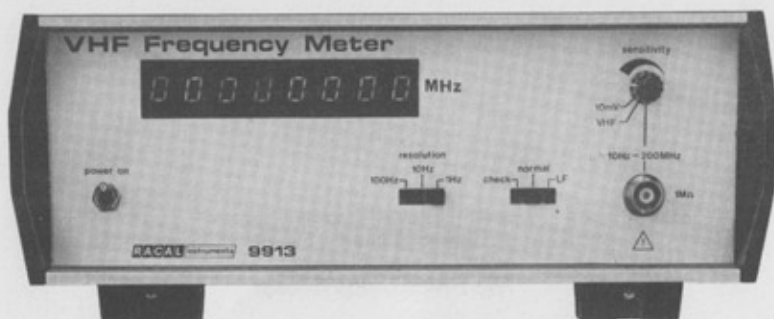 VHF Frequency Meter
00000000 MHz
sensitivity
10mV
VHF
10Hz - 200MHz
1MΩ
power on
resolution
100Hz 10Hz 1Hz
normal
check LF
RACAL instruments 9913